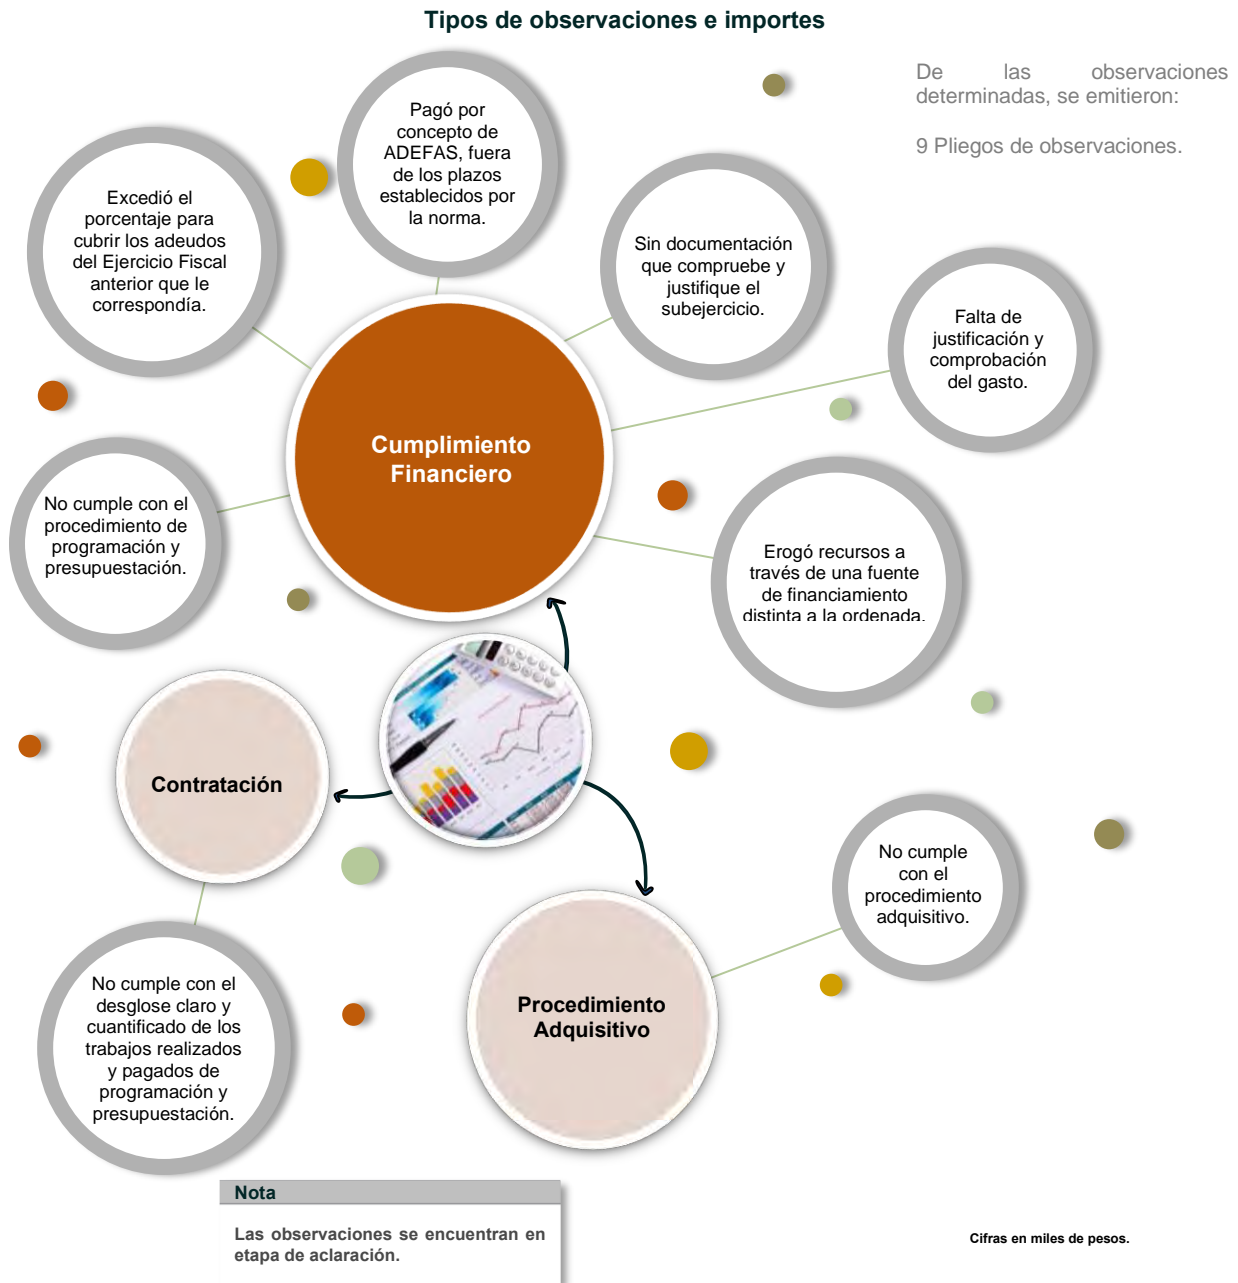 Tipos de observaciones e importes
De las observaciones
determinadas, se emitieron:
9 Pliegos de observaciones.
Pagó por
concepto de
ADEFAS, fuera
de los plazos
establecidos por
la norma.
Excedió el
porcentaje para
cubrir los adeudos
del Ejercicio Fiscal
anterior que le
correspondía.
Sin documentación
que compruebe y
justifique el
subejercicio.
Falta de
justificación y
comprobación
del gasto.
Cumplimiento
Financiero
No cumple con el
procedimiento de
programación y
presupuestación.
Erogó recursos a
través de una fuente
de financiamiento
distinta a la ordenada.
Contratación
No cumple
con el
procedimiento
adquisitivo.
No cumple con el
desglose claro y
cuantificado de los
trabajos realizados
y pagados de
programación y
presupuestación.
Procedimiento
Adquisitivo
Nota
Las observaciones se encuentran en
etapa de aclaración.
Cifras en miles de pesos.